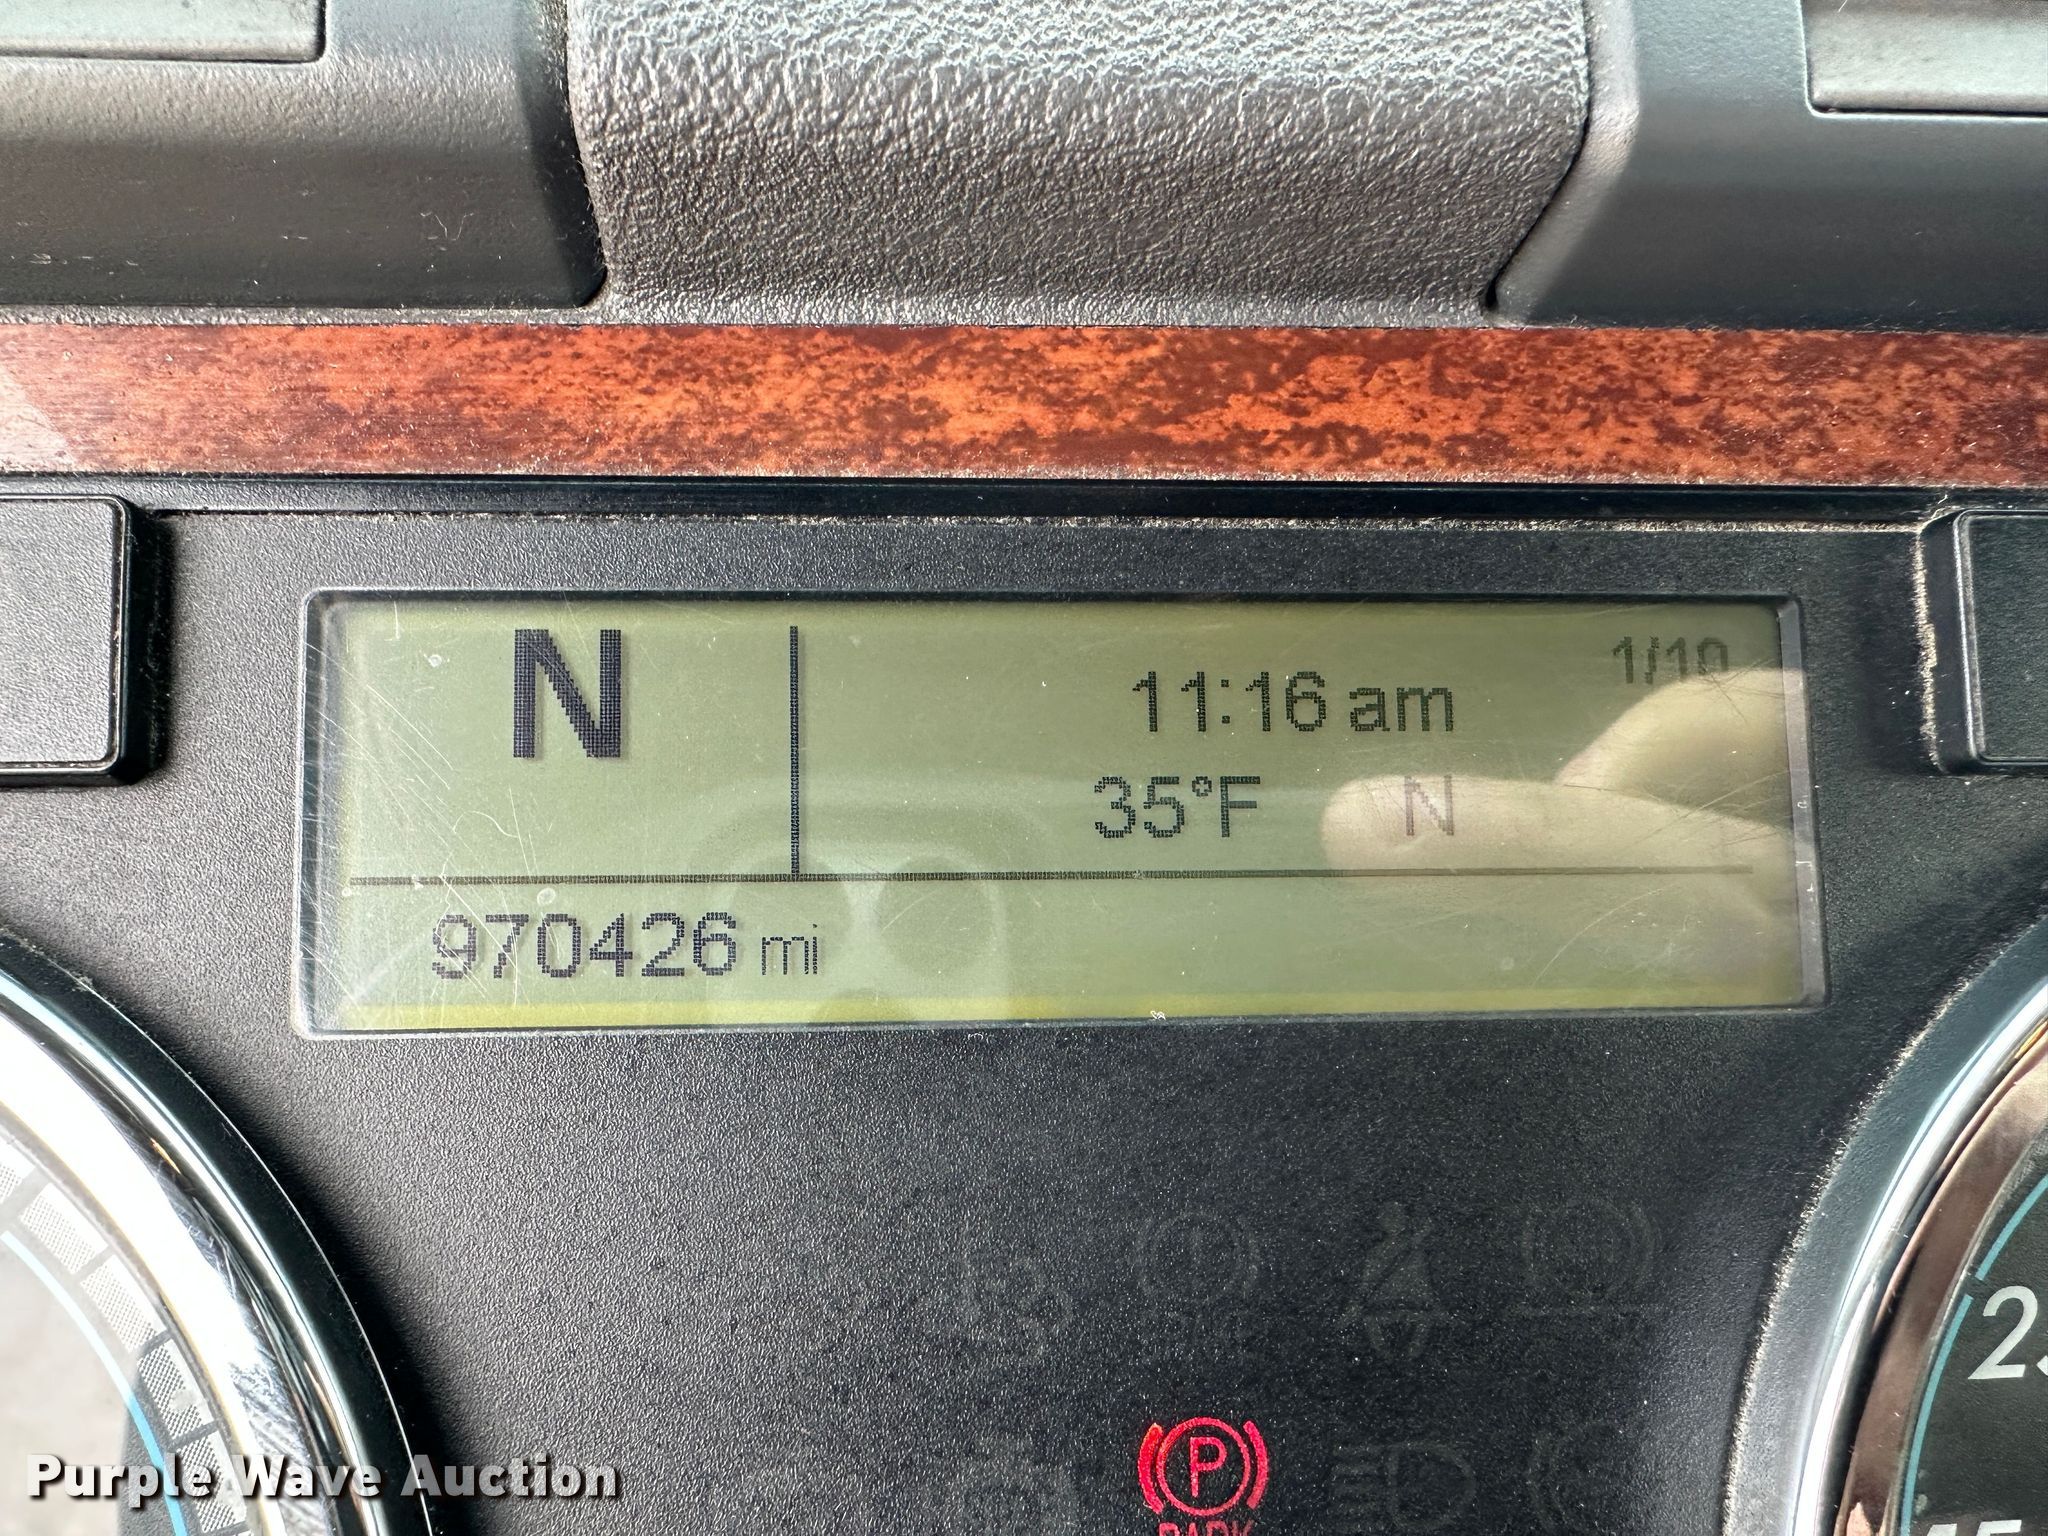 N
1/10
11:16 am
35°F N
970426 mi
P
PARK
Purple Wave Auction